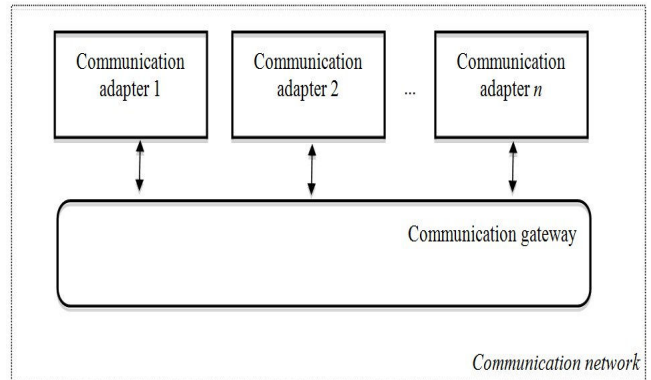 Communication
adapter 1
Communication
adapter 2
...
Communication
adapter n
Communication gateway
Communication network